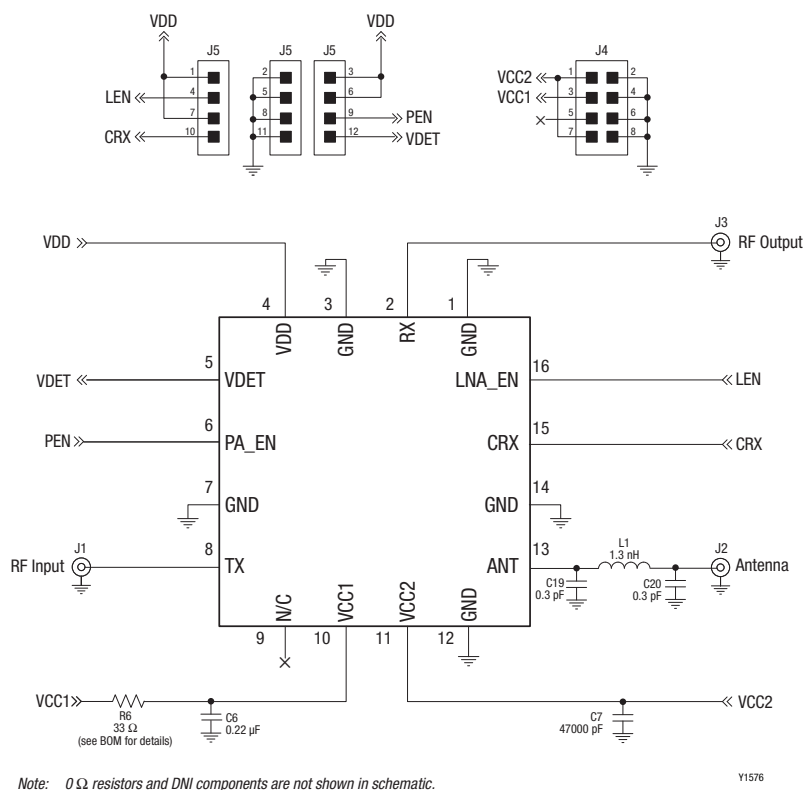 VDD
VDD
J5
J5
J5
J4
1
4
7
10
2
5
8
11
3
6
9
12
LEN
CRX
PEN
VDET
VCC2
VCC1
1
3
5
7
2
4
6
8
J3
VDD
RF Output
4
3
2
1
VDD
GND
RX
GND
5
VDET
VDET
16
LNA_EN
LEN
6
PEN
PA_EN
15
CRX
CRX
7
GND
14
GND
J1
RF Input
8
TX
13
ANT
L1
1.3 nH
J2
Antenna
C19
0.3 pF
C20
0.3 pF
N/C
VCC1
VCC2
GND
9
10
11
12
VCC1
R6
33 Ω
(see BOM for details)
C6
0.22 µF
C7
47000 pF
VCC2
Note: 0 Ω resistors and DNI components are not shown in schematic.
Y1576